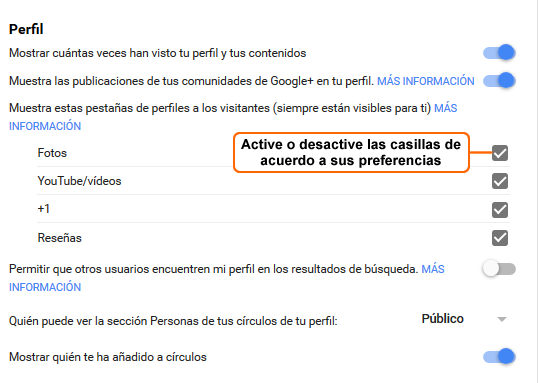 Perfil
Mostrar cuántas veces han visto tu perfil y tus contenidos
Muestra las publicaciones de tus comunidades de Google+ en tu perfil. MÁS INFORMACIÓN
Muestra estas pestañas de perfiles a los visitantes (siempre están visibles para ti) MÁS
INFORMACIÓN
Fotos
Active o desactive las casillas de
acuerdo a sus preferencias
YouTube/vídeos
+1
Reseñas
Permitir que otros usuarios encuentren mi perfil en los resultados de búsqueda. MÁS
INFORMACIÓN
Quién puede ver la sección Personas de tus círculos de tu perfil: Público
Mostrar quién te ha añadido a círculos